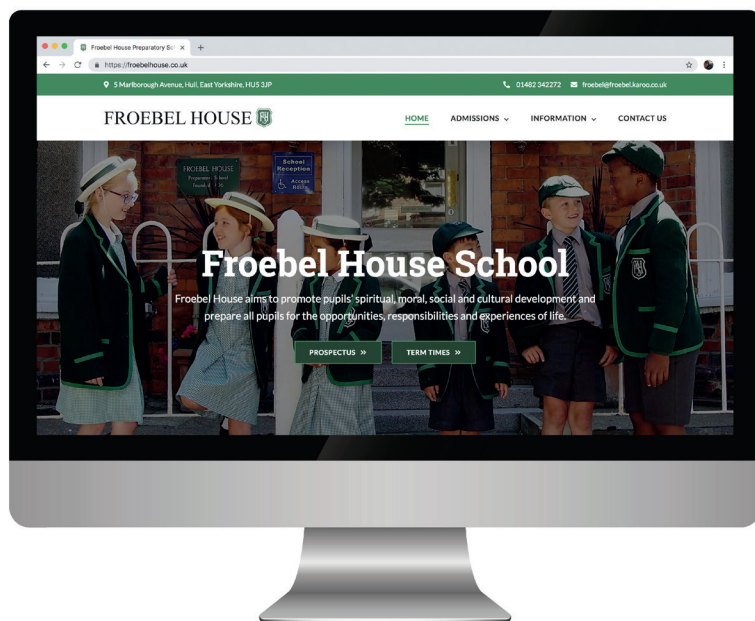 Froebel House Preparatory Sc
https://froebelhouse.co.uk
5 Marlborough Avenue, Hull, East Yorkshire, HU5 3JP
01482 342272 froebel@froebel.karoo.co.uk
FROEBEL HOUSE
HOME ADMISSIONS INFORMATION CONTACT US
FROEBEL HOUSE
Preparatory School
School
Reception
Access
Froebel House School
Froebel House aims to promote pupils' spiritual, moral, social and cultural development and
prepare all pupils for the opportunities, responsibilities and experiences of life.
PROSPECTUS »
TERM TIMES »